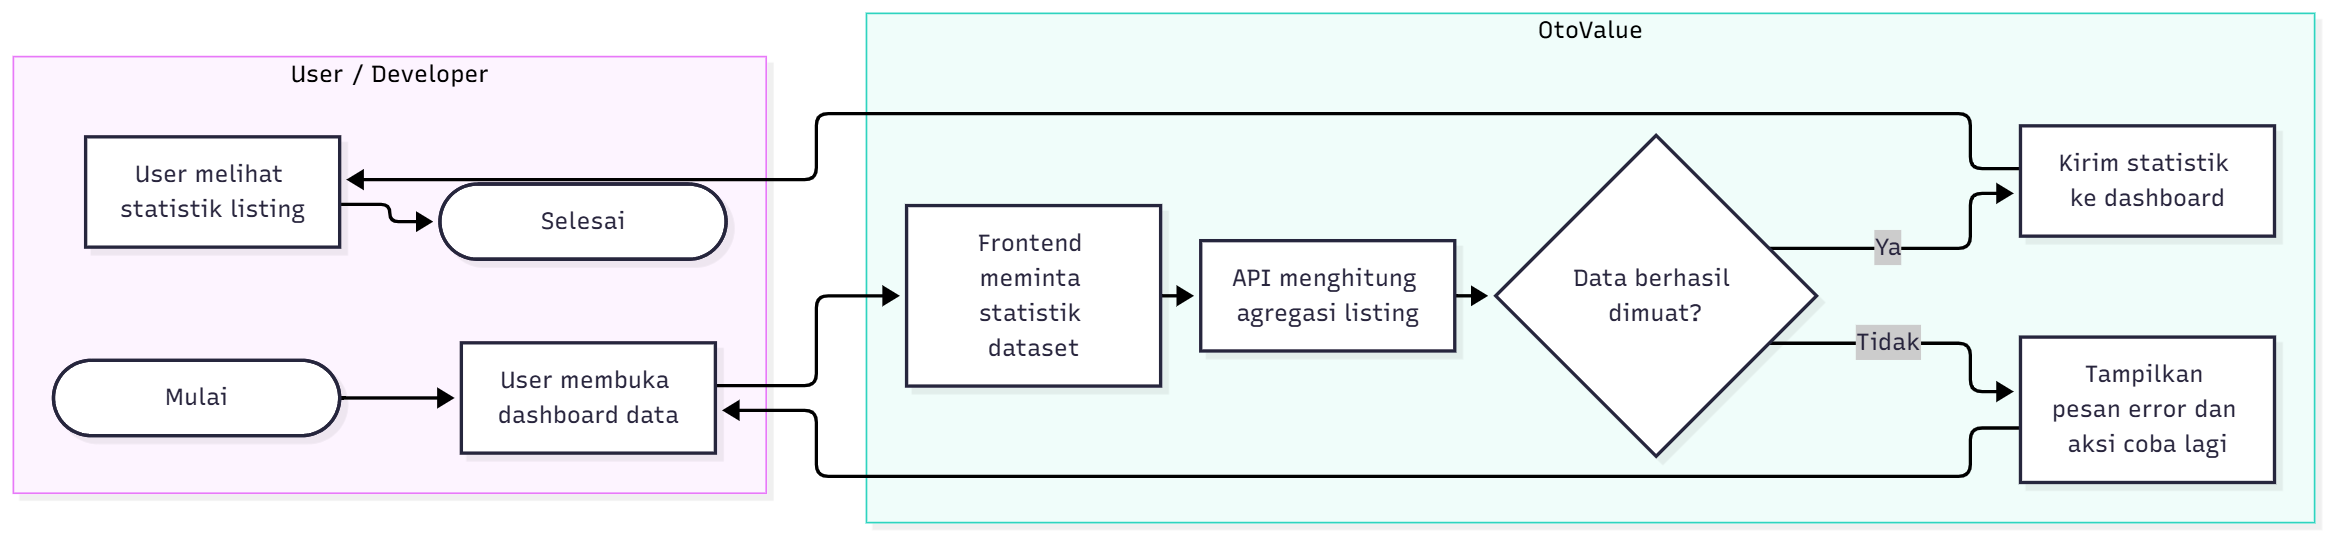 User / Developer
User melihat
statistik listing
Selesai
Mulai
User membuka
dashboard data
OtoValue
Frontend
meminta
statistik
dataset
API menghitung
agregasi listing
Data berhasil
dimuat?
Ya
Tidak
Kirim statistik
ke dashboard
Tampilkan
pesan error dan
aksi coba lagi